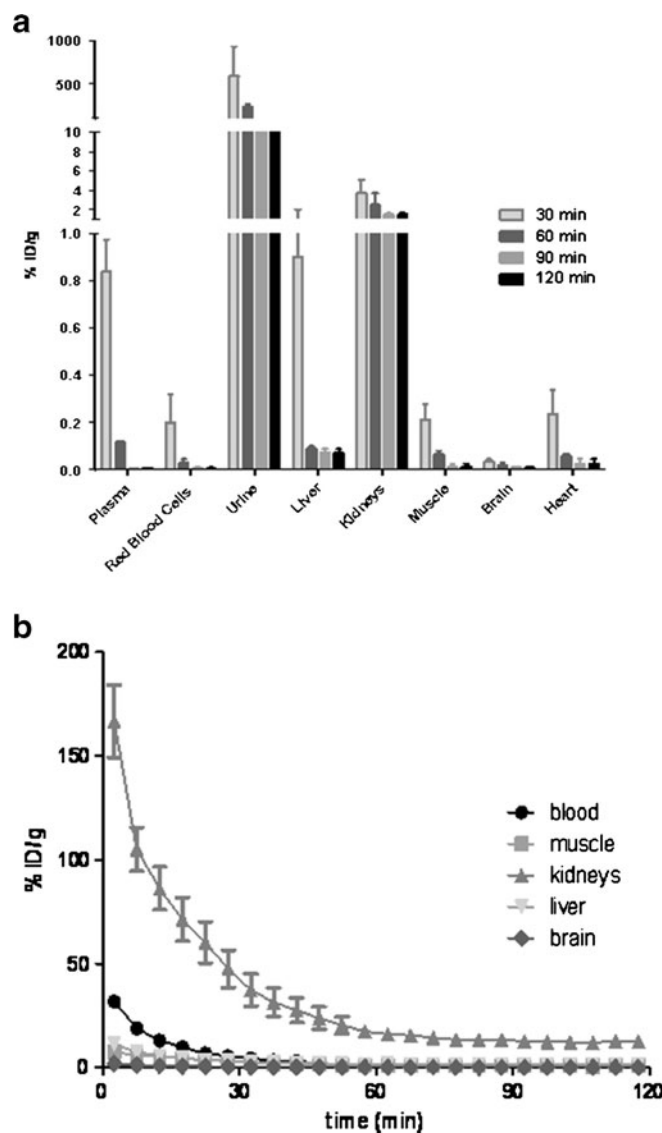 a
1000
500
10
8
6
4
2
1.0
0.8
0.6
0.4
0.2
0.0
% ID/g
30 min
60 min
90 min
120 min
Plasma
Red Blood Cells
Urine
Liver
Kidneys
Muscle
Brain
Heart
b
200
150
100
50
0
% ID/g
blood
muscle
kidneys
liver
brain
0
30
60
90
120
time (min)